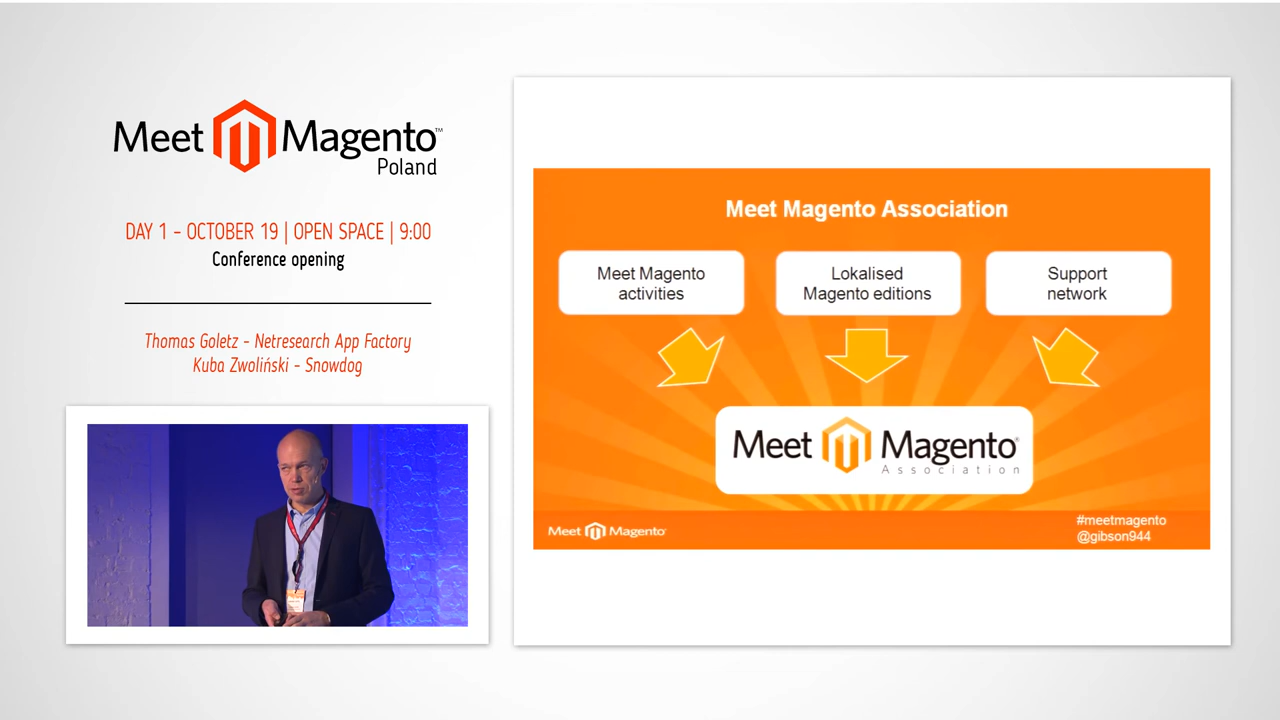 Meet Magento™
Poland
DAY 1 - OCTOBER 19 | OPEN SPACE | 9:00
Conference opening
Thomas Goletz - Netresearch App Factory
Kuba Zwoliński - Snowdog
Meet Magento Association
Meet Magento
activities
Lokalised
Magento editions
Support
network
Meet Magento®
Association
Meet Magento
#meetmagento
@gibson944